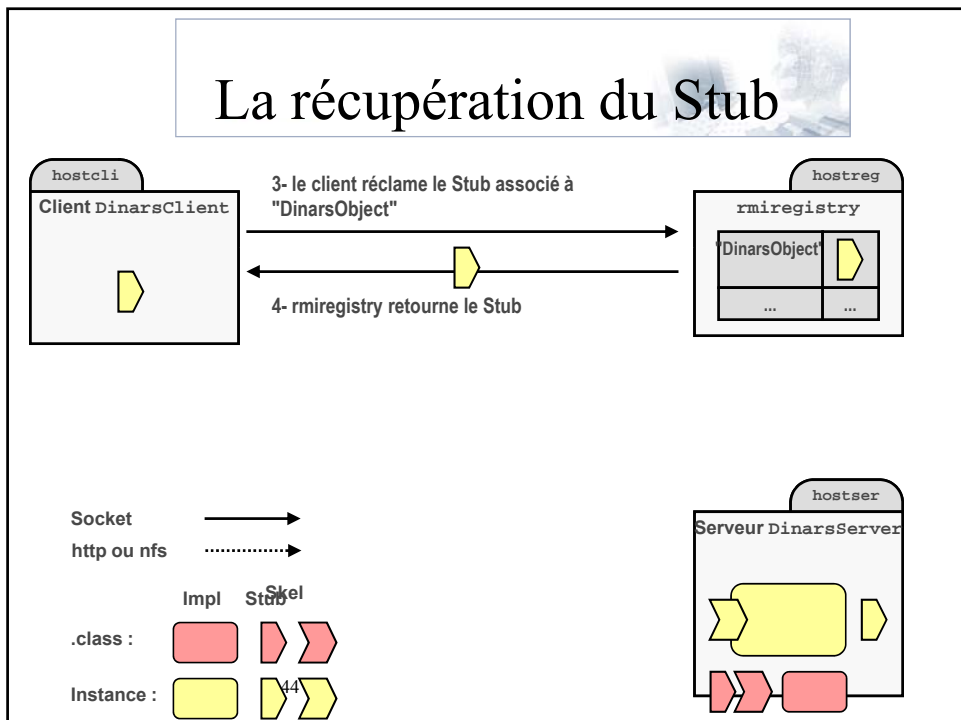 La récupération du Stub
hostcli
Client DinarsClient
3- le client réclame le Stub associé à
"DinarsObject"
4- rmiregistry retourne le Stub
hostreg
rmiregistry
"DinarsObject"
... ...
hostser
Serveur DinarsServer
Socket
http ou nfs
Impl Stub Skel
.class :
Instance :
44